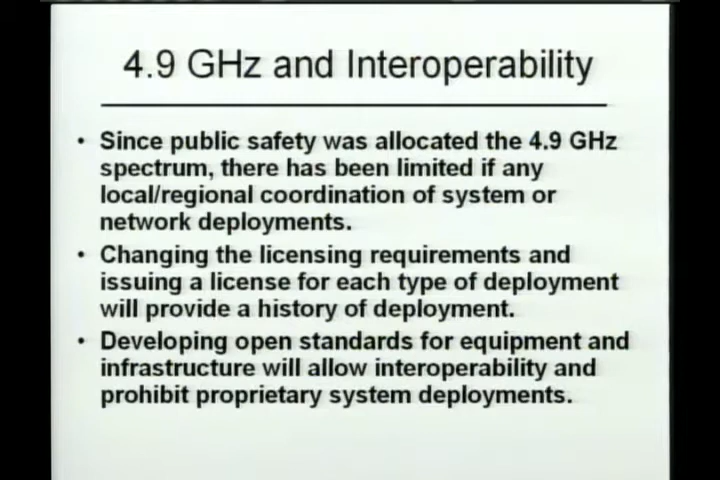 4.9 GHz and Interoperability
• Since public safety was allocated the 4.9 GHz
spectrum, there has been limited if any
local/regional coordination of system or
network deployments.
• Changing the licensing requirements and
issuing a license for each type of deployment
will provide a history of deployment.
• Developing open standards for equipment and
infrastructure will allow interoperability and
prohibit proprietary system deployments.